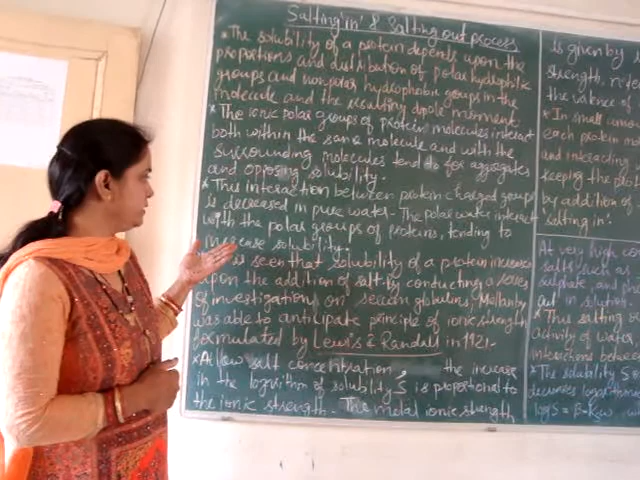 Salting 'in' & Salting out process
* The solubility of a protein depends upon the
proportions and distribution of polar hydrophilic
groups and nonpolar hydrophobic groups in the
molecule and the resulting dipole moment.
* The ionic polar groups of protein molecules interact
both within the same molecule and with the
surrounding molecules tend to for aggregates
and opposing solubility.
* This interaction between protein charged groups
is decreased in pure water. The polar water interact
with the polar groups of proteins, tending to
increase solubility.
is seen that solubility of a protein increases
upon the addition of salt. By conducting a series
of investigations on serum globulins, Mellanby
was able to anticipate principle of ionic strength
formulated by Lewis & Randall in 1921.
* At low salt concentration, the increase
in the logrithm of solubility, S is proportional to
the ionic strength. The molal ionic strength
is given by
strength,
the valence of
* In small
each protein
and interacting
keeping the
by addition of
salting in'.
At very high
salts such as
sulphate, and
out in solution.
* This salting
activity of water
interactions between
* The solubility
decreases logarithm
log S = β -